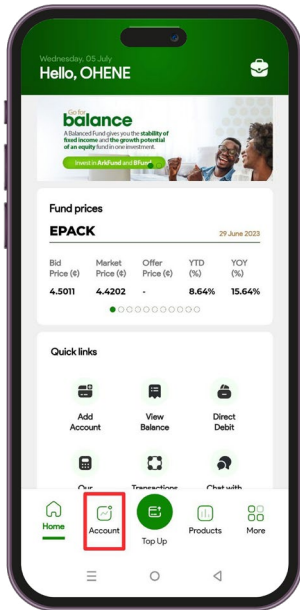 Wednesday, 05 July
Hello, OHENE
Go for
balance
A Balanced Fund gives you the stability of
fixed income and the growth potential
of an equity fund in one investment.
Invest in ArkFund and BFund
Fund prices
EPACK
29 June 2023
Bid Price (¢) Market Price (¢) Offer Price (¢) YTD (%) YOY (%)
4.5011 4.4202 - 8.64% 15.64%
Quick links
Add Account
View Balance
Direct Debit
Our
Transactions
Chat with
Home
Account
Top Up
Products
More